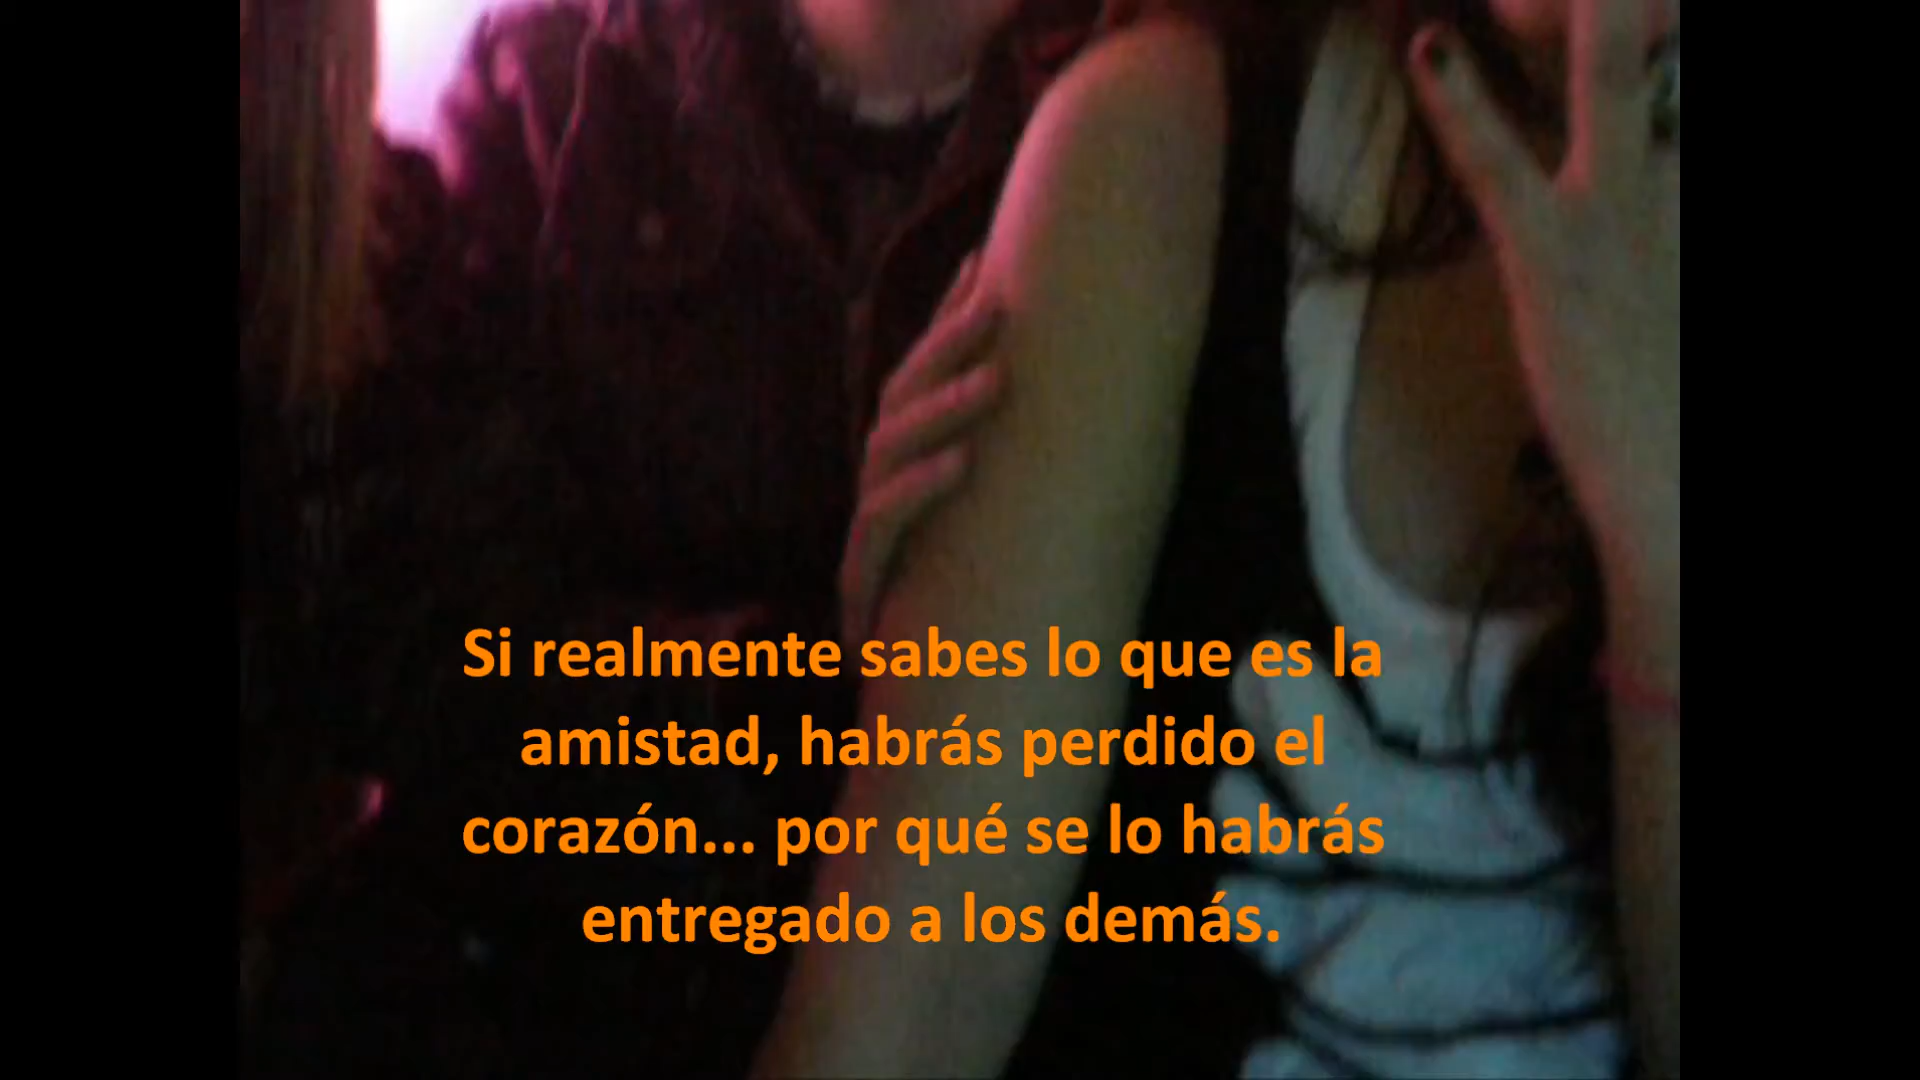 Si realmente sabes lo que es la
amistad, habrás perdido el
corazón... por qué se lo habrás
entregado a los demás.